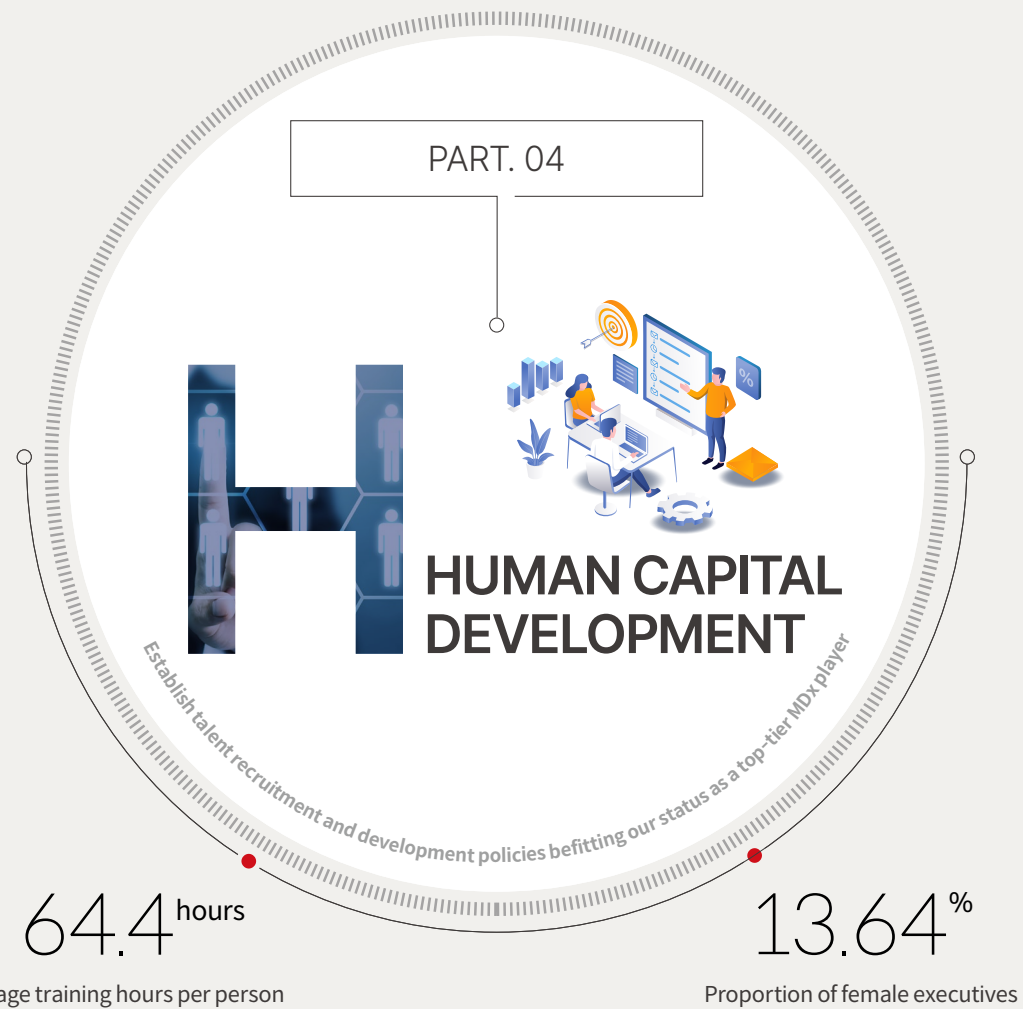 PART. 04
%
H
HUMAN CAPITAL
DEVELOPMENT
Establish talent recruitment and development policies befitting our status as a top-tier MDx player
64.4 hours
age training hours per person
13.64%
Proportion of female executives